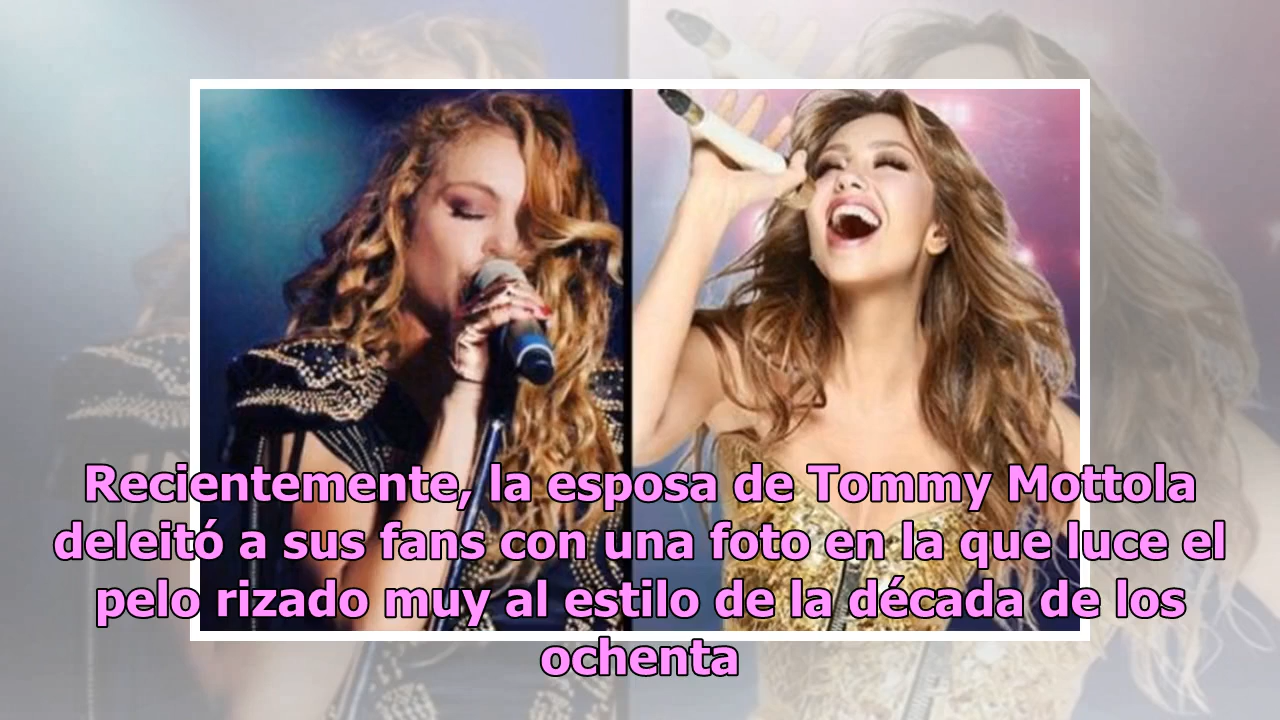 Recientemente, la esposa de Tommy Mottola
deleitó a sus fans con una foto en la que luce el
pelo rizado muy al estilo de la década de los
ochenta